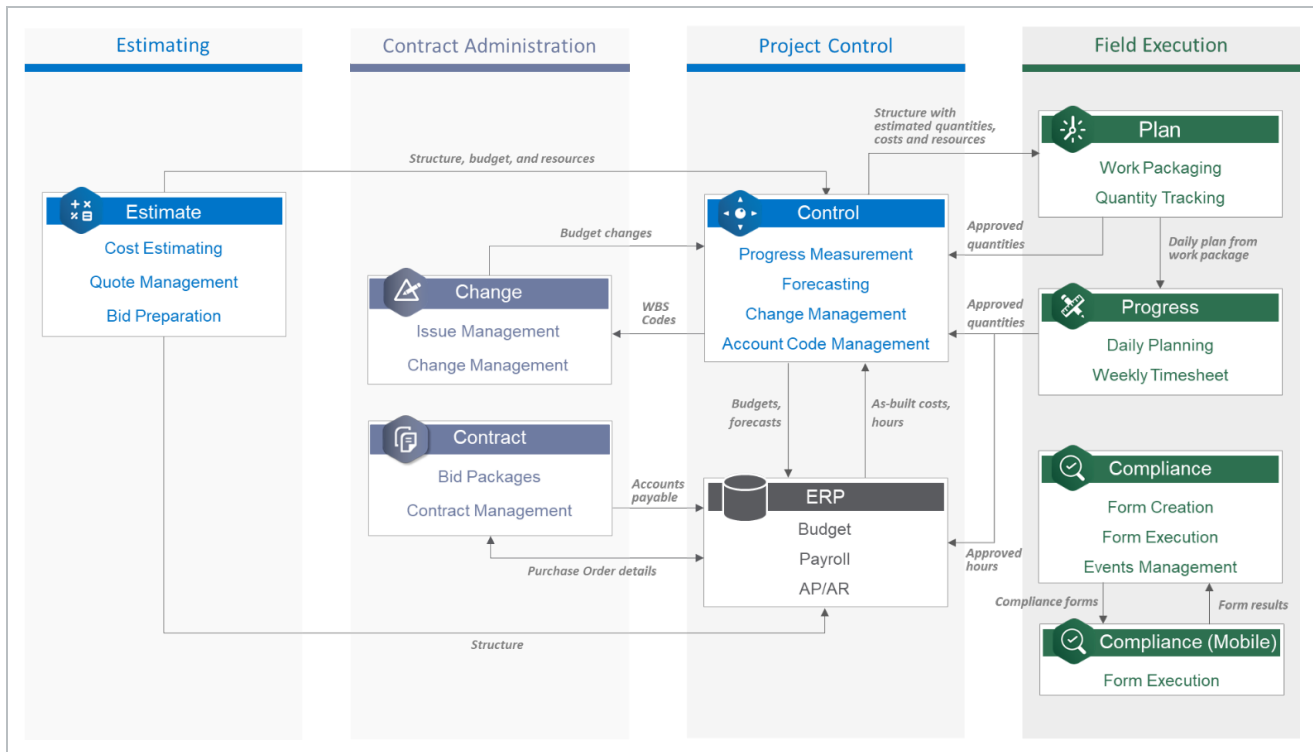 Estimating
Contract Administration
Project Control
Field Execution
Structure, budget, and resources
Estimate
Cost Estimating
Quote Management
Bid Preparation
Budget changes
Change
Issue Management
Change Management
WBS
Codes
Contract
Bid Packages
Contract Management
Accounts
payable
Purchase Order details
Structure
Structure with
estimated quantities,
costs and resources
Control
Progress Measurement
Forecasting
Change Management
Account Code Management
Budgets,
forecasts
As-built costs,
hours
ERP
Budget
Payroll
AP/AR
Plan
Work Packaging
Quantity Tracking
Approved
quantities
Daily plan from
work package
Approved
quantities
Progress
Daily Planning
Weekly Timesheet
Approved
hours
Compliance
Form Creation
Form Execution
Events Management
Compliance forms
Form results
Compliance (Mobile)
Form Execution